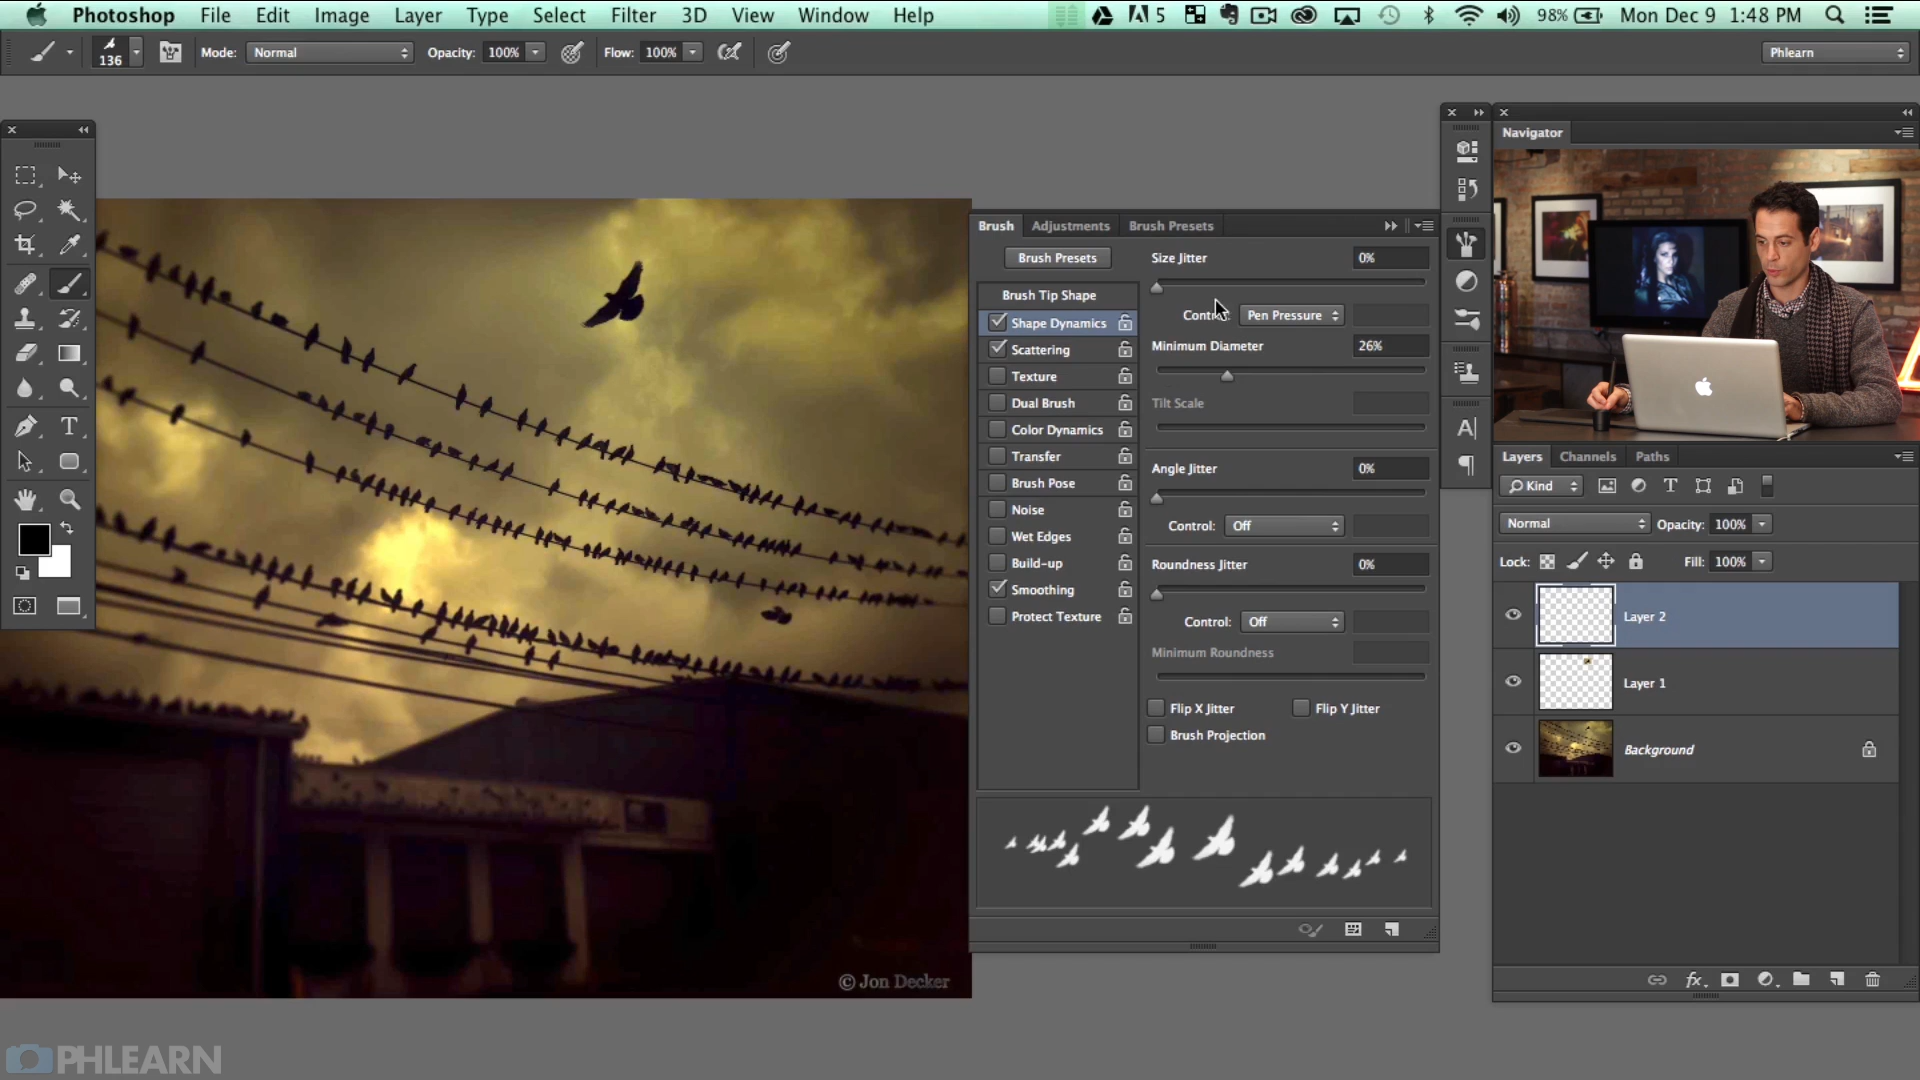 Photoshop File Edit Image Layer Type Select Filter 3D View Window Help 5 98% Mon Dec 9 1:48 PM
136 Mode: Normal Opacity: 100% Flow: 100% Phlearn
Navigator
Brush Adjustments Brush Presets
Brush Presets
Brush Tip Shape
Shape Dynamics
Scattering
Texture
Dual Brush
Color Dynamics
Transfer
Brush Pose
Noise
Wet Edges
Build-up
Smoothing
Protect Texture
Size Jitter 0%
Control: Pen Pressure
Minimum Diameter 26%
Tilt Scale
Angle Jitter 0%
Control: Off
Roundness Jitter 0%
Control: Off
Minimum Roundness
Flip X Jitter Flip Y Jitter
Brush Projection
Layers Channels Paths
Kind
Normal Opacity: 100%
Lock: Fill: 100%
Layer 2
Layer 1
Background
© Jon Decker
PHLEARN